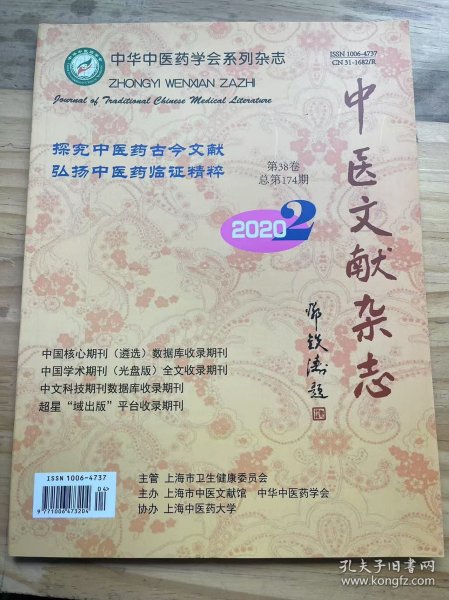 中华中医药学会系列杂志
ZHONGYI WENXIAN ZAZHI
Journal of Traditional Chinese Medical Literature
ISSN 1006-4737
CN 31-1682/R
中医文献杂志
探究中医药古今文献
弘扬中医药临证精粹
第38卷
总第174期
2020 2
中国核心期刊（遴选）数据库收录期刊
中国学术期刊（光盘版）全文收录期刊
中文科技期刊数据库收录期刊
超星“域出版”平台收录期刊
主管 上海市卫生健康委员会
主办 上海市中医文献馆 中华中医药学会
协办 上海中医药大学
ISSN 1006-4737
04
9 771006 473204
孔夫子旧书网
www.kongfz.com